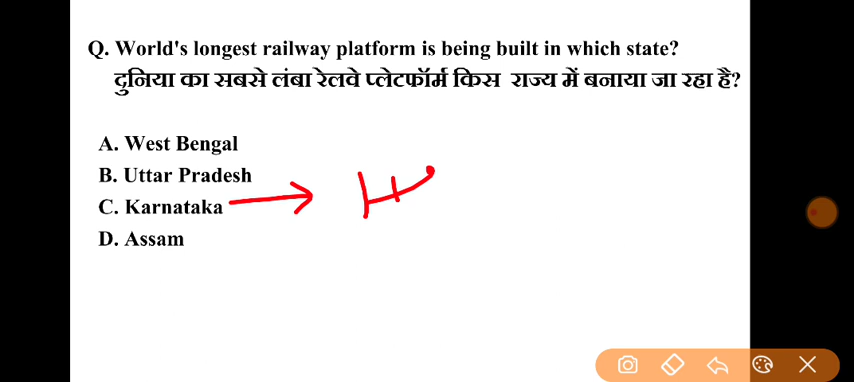 Q. World's longest railway platform is being built in which state?
दुनिया का सबसे लंबा रेलवे प्लेटफॉर्म किस राज्य में बनाया जा रहा है?
A. West Bengal
B. Uttar Pradesh
C. Karnataka
D. Assam